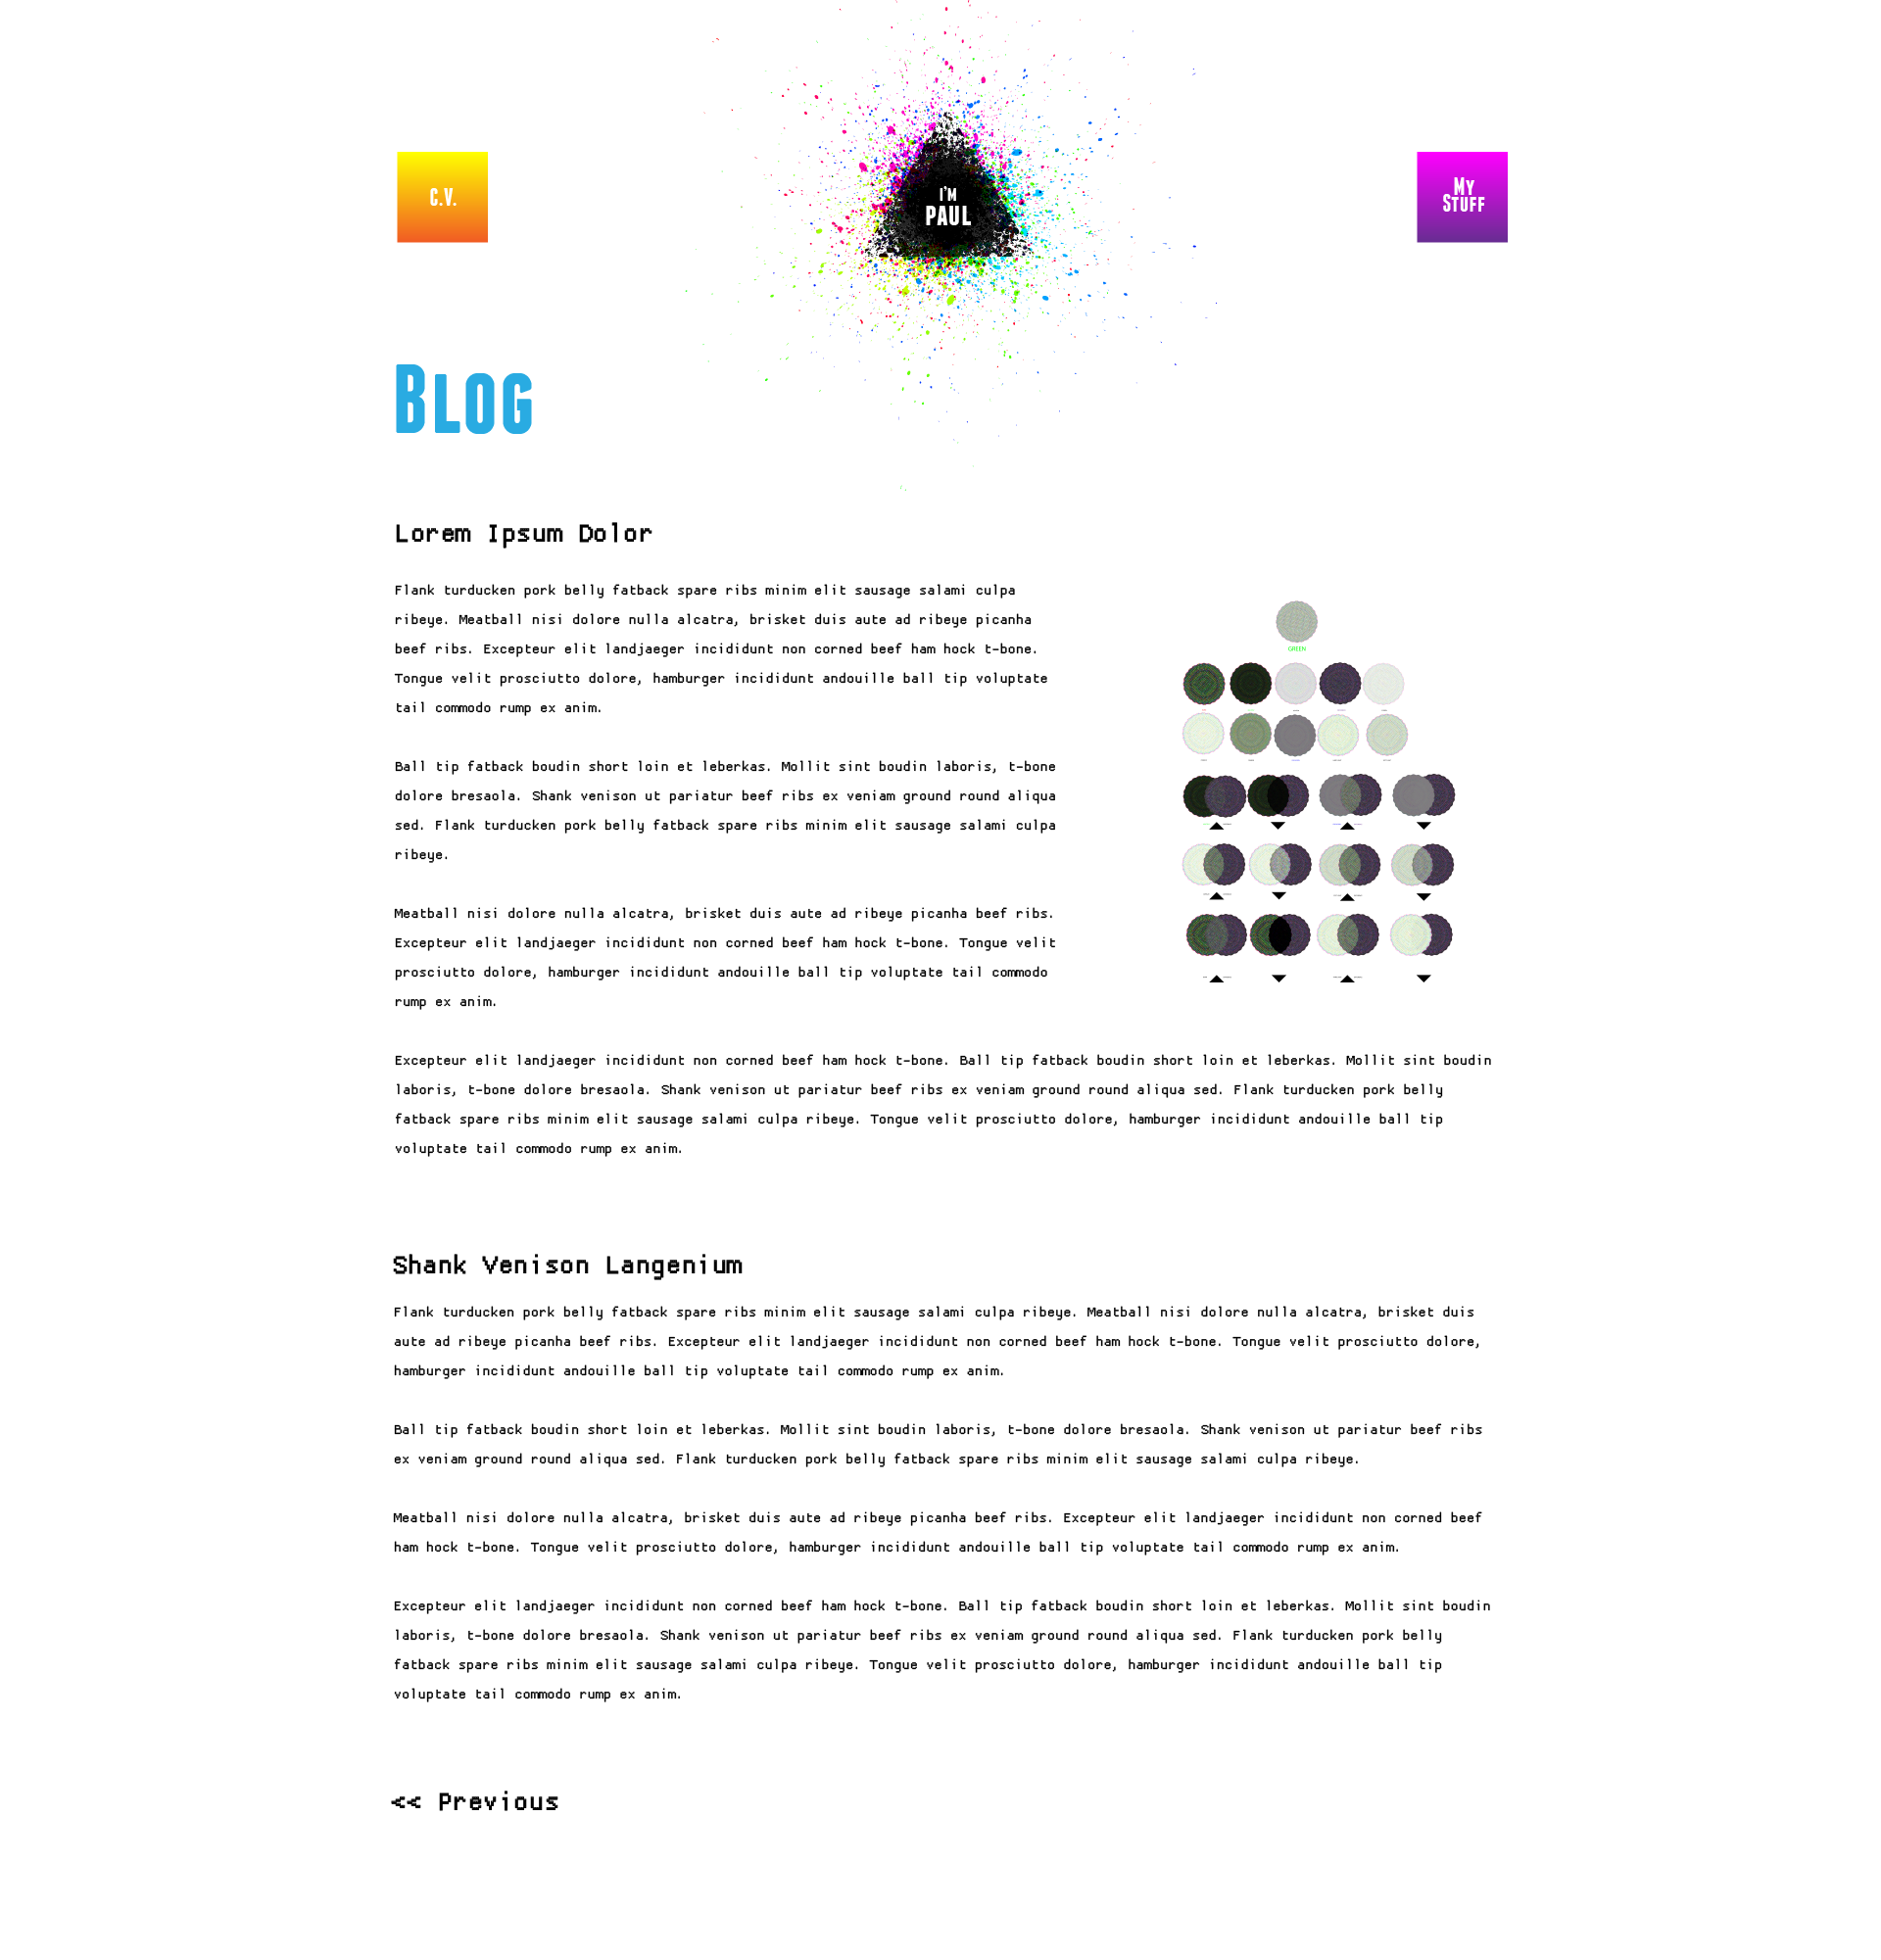 C.V.
I'M
PAUL
My
Stuff
Blog
Lorem Ipsum Dolor
Flank turducken pork belly fatback spare ribs minim elit sausage salami culpa
ribeye. Meatball nisi dolore nulla alcatra, brisket duis aute ad ribeye picanha
beef ribs. Excepteur elit landjaeger incididunt non corned beef ham hock t-bone.
Tongue velit prosciutto dolore, hamburger incididunt andouille ball tip voluptate
tail commodo rump ex anim.
Ball tip fatback boudin short loin et leberkas. Mollit sint boudin laboris, t-bone
dolore bresaola. Shank venison ut pariatur beef ribs ex veniam ground round aliqua
sed. Flank turducken pork belly fatback spare ribs minim elit sausage salami culpa
ribeye.
Meatball nisi dolore nulla alcatra, brisket duis aute ad ribeye picanha beef ribs.
Excepteur elit landjaeger incididunt non corned beef ham hock t-bone. Tongue velit
prosciutto dolore, hamburger incididunt andouille ball tip voluptate tail commodo
rump ex anim.
GREEN
Excepteur elit landjaeger incididunt non corned beef ham hock t-bone. Ball tip fatback boudin short loin et leberkas. Mollit sint boudin
laboris, t-bone dolore bresaola. Shank venison ut pariatur beef ribs ex veniam ground round aliqua sed. Flank turducken pork belly
fatback spare ribs minim elit sausage salami culpa ribeye. Tongue velit prosciutto dolore, hamburger incididunt andouille ball tip
voluptate tail commodo rump ex anim.
Shank Venison Langenium
Flank turducken pork belly fatback spare ribs minim elit sausage salami culpa ribeye. Meatball nisi dolore nulla alcatra, brisket duis
aute ad ribeye picanha beef ribs. Excepteur elit landjaeger incididunt non corned beef ham hock t-bone. Tongue velit prosciutto dolore,
hamburger incididunt andouille ball tip voluptate tail commodo rump ex anim.
Ball tip fatback boudin short loin et leberkas. Mollit sint boudin laboris, t-bone dolore bresaola. Shank venison ut pariatur beef ribs
ex veniam ground round aliqua sed. Flank turducken pork belly fatback spare ribs minim elit sausage salami culpa ribeye.
Meatball nisi dolore nulla alcatra, brisket duis aute ad ribeye picanha beef ribs. Excepteur elit landjaeger incididunt non corned beef
ham hock t-bone. Tongue velit prosciutto dolore, hamburger incididunt andouille ball tip voluptate tail commodo rump ex anim.
Excepteur elit landjaeger incididunt non corned beef ham hock t-bone. Ball tip fatback boudin short loin et leberkas. Mollit sint boudin
laboris, t-bone dolore bresaola. Shank venison ut pariatur beef ribs ex veniam ground round aliqua sed. Flank turducken pork belly
fatback spare ribs minim elit sausage salami culpa ribeye. Tongue velit prosciutto dolore, hamburger incididunt andouille ball tip
voluptate tail commodo rump ex anim.
<< Previous